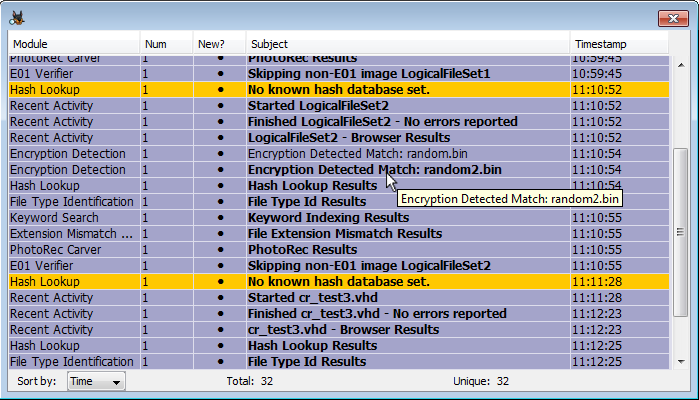 Module Num New? Subject Timestamp
PhotoRec Carver 1 • PhotoRec Results 10:59:45
E01 Verifier 1 • Skipping non-E01 image LogicalFileSet1 10:59:45
Hash Lookup 1 • No known hash database set. 11:10:52
Recent Activity 1 • Started LogicalFileSet2 11:10:52
Recent Activity 1 • Finished LogicalFileSet2 - No errors reported 11:10:52
Recent Activity 1 • LogicalFileSet2 - Browser Results 11:10:52
Encryption Detection 1 Encryption Detected Match: random.bin 11:10:54
Encryption Detection 1 • Encryption Detected Match: random2.bin 11:10:54
Hash Lookup 1 • Hash Lookup Results 11:10:54
File Type Identification 1 • File Type Id Results
Encryption Detected Match: random2.bin
Keyword Search 1 • Keyword Indexing Results 11:10:55
Extension Mismatch ... 1 • File Extension Mismatch Results 11:10:55
PhotoRec Carver 1 • PhotoRec Results 11:10:55
E01 Verifier 1 • Skipping non-E01 image LogicalFileSet2 11:10:55
Hash Lookup 1 • No known hash database set. 11:11:28
Recent Activity 1 • Started cr_test3.vhd 11:11:28
Recent Activity 1 • Finished cr_test3.vhd - No errors reported 11:12:23
Recent Activity 1 • cr_test3.vhd - Browser Results 11:12:23
Hash Lookup 1 • Hash Lookup Results 11:12:25
File Type Identification 1 • File Type Id Results 11:12:25
Sort by: Time Total: 32 Unique: 32